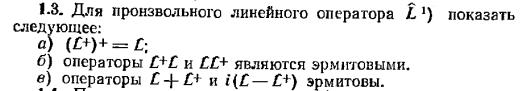 1.3. Для произвольного линейного оператора L̂ ¹) показать
следующее:
а) (L̂⁺)⁺ = L̂;
б) операторы L̂⁺L̂ и L̂L̂⁺ являются эрмитовыми.
в) операторы L̂ + L̂⁺ и i(L̂ — L̂⁺) эрмитовы.